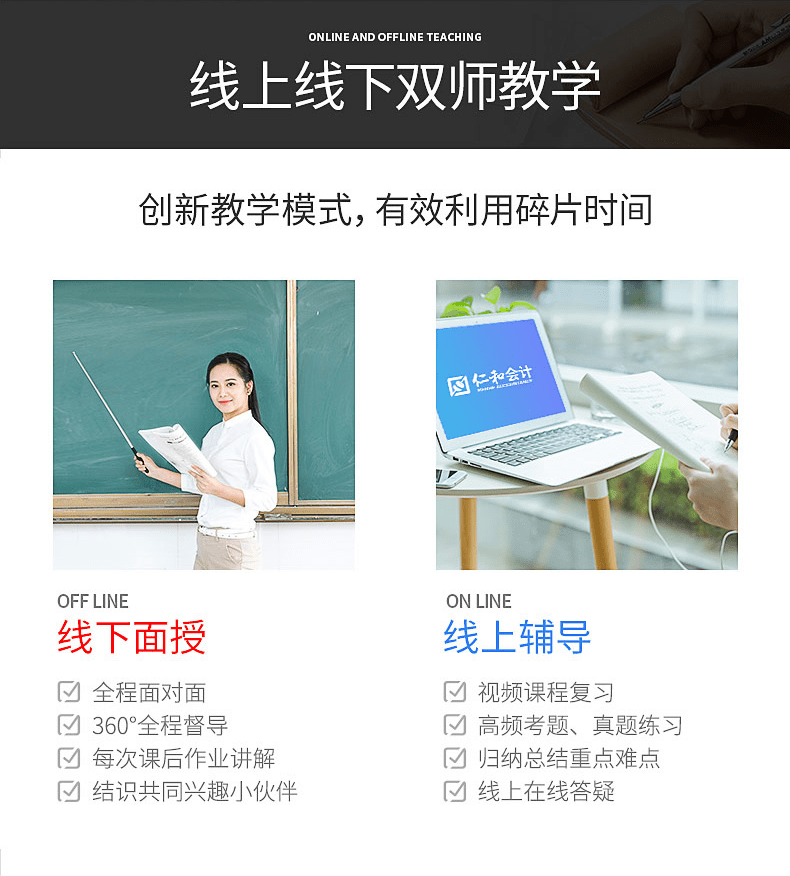 ONLINE AND OFFLINE TEACHING
线上线下双师教学
创新教学模式，有效利用碎片时间
仁和会计
OFF LINE
线下面授
全程面对面
360°全程督导
每次课后作业讲解
结识共同兴趣小伙伴
ON LINE
线上辅导
视频课程复习
高频考题、真题练习
归纳总结重点难点
线上在线答疑